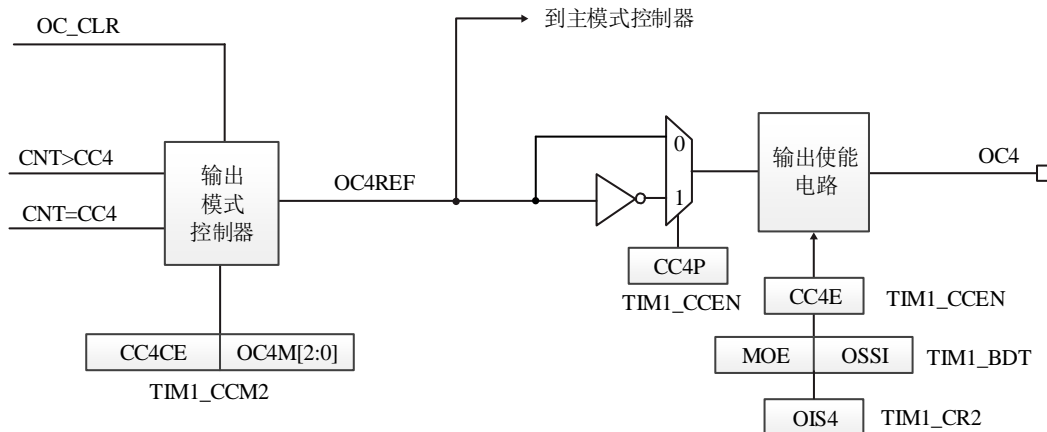 OC_CLR
到主模式控制器
CNT>CC4
CNT=CC4
输出
模式
控制器
OC4REF
0
1
输出使能
电路
OC4
CC4P
TIM1_CCEN
CC4E
TIM1_CCEN
CC4CE
OC4M[2:0]
TIM1_CCM2
MOE
OSSI
TIM1_BDT
OIS4
TIM1_CR2